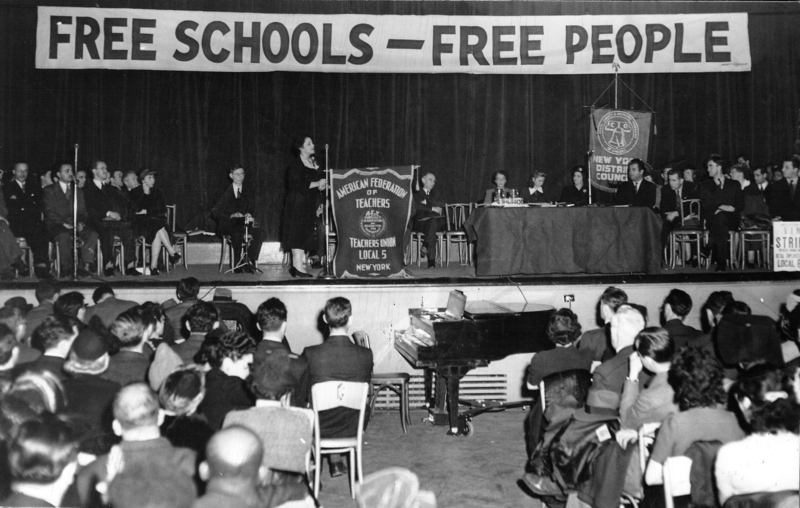 FREE SCHOOLS — FREE PEOPLE
AMERICAN FEDERATION
OF
TEACHERS
TEACHERS UNION
LOCAL 5
NEW YORK
NEW YORK
DISTRICT
COUNCIL
STRI
LOCAL